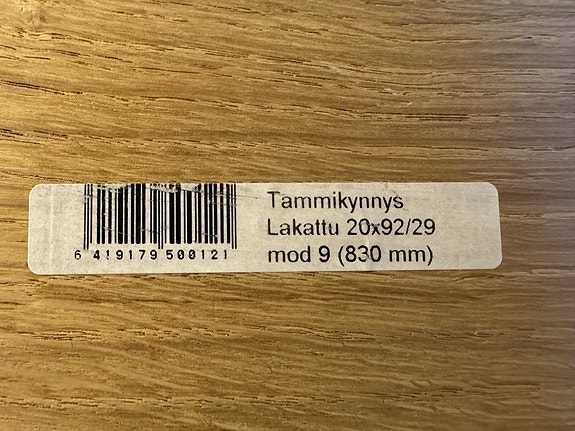 Tammikynnys
Lakattu 20x92/29
mod 9 (830 mm)
6 419179 500121